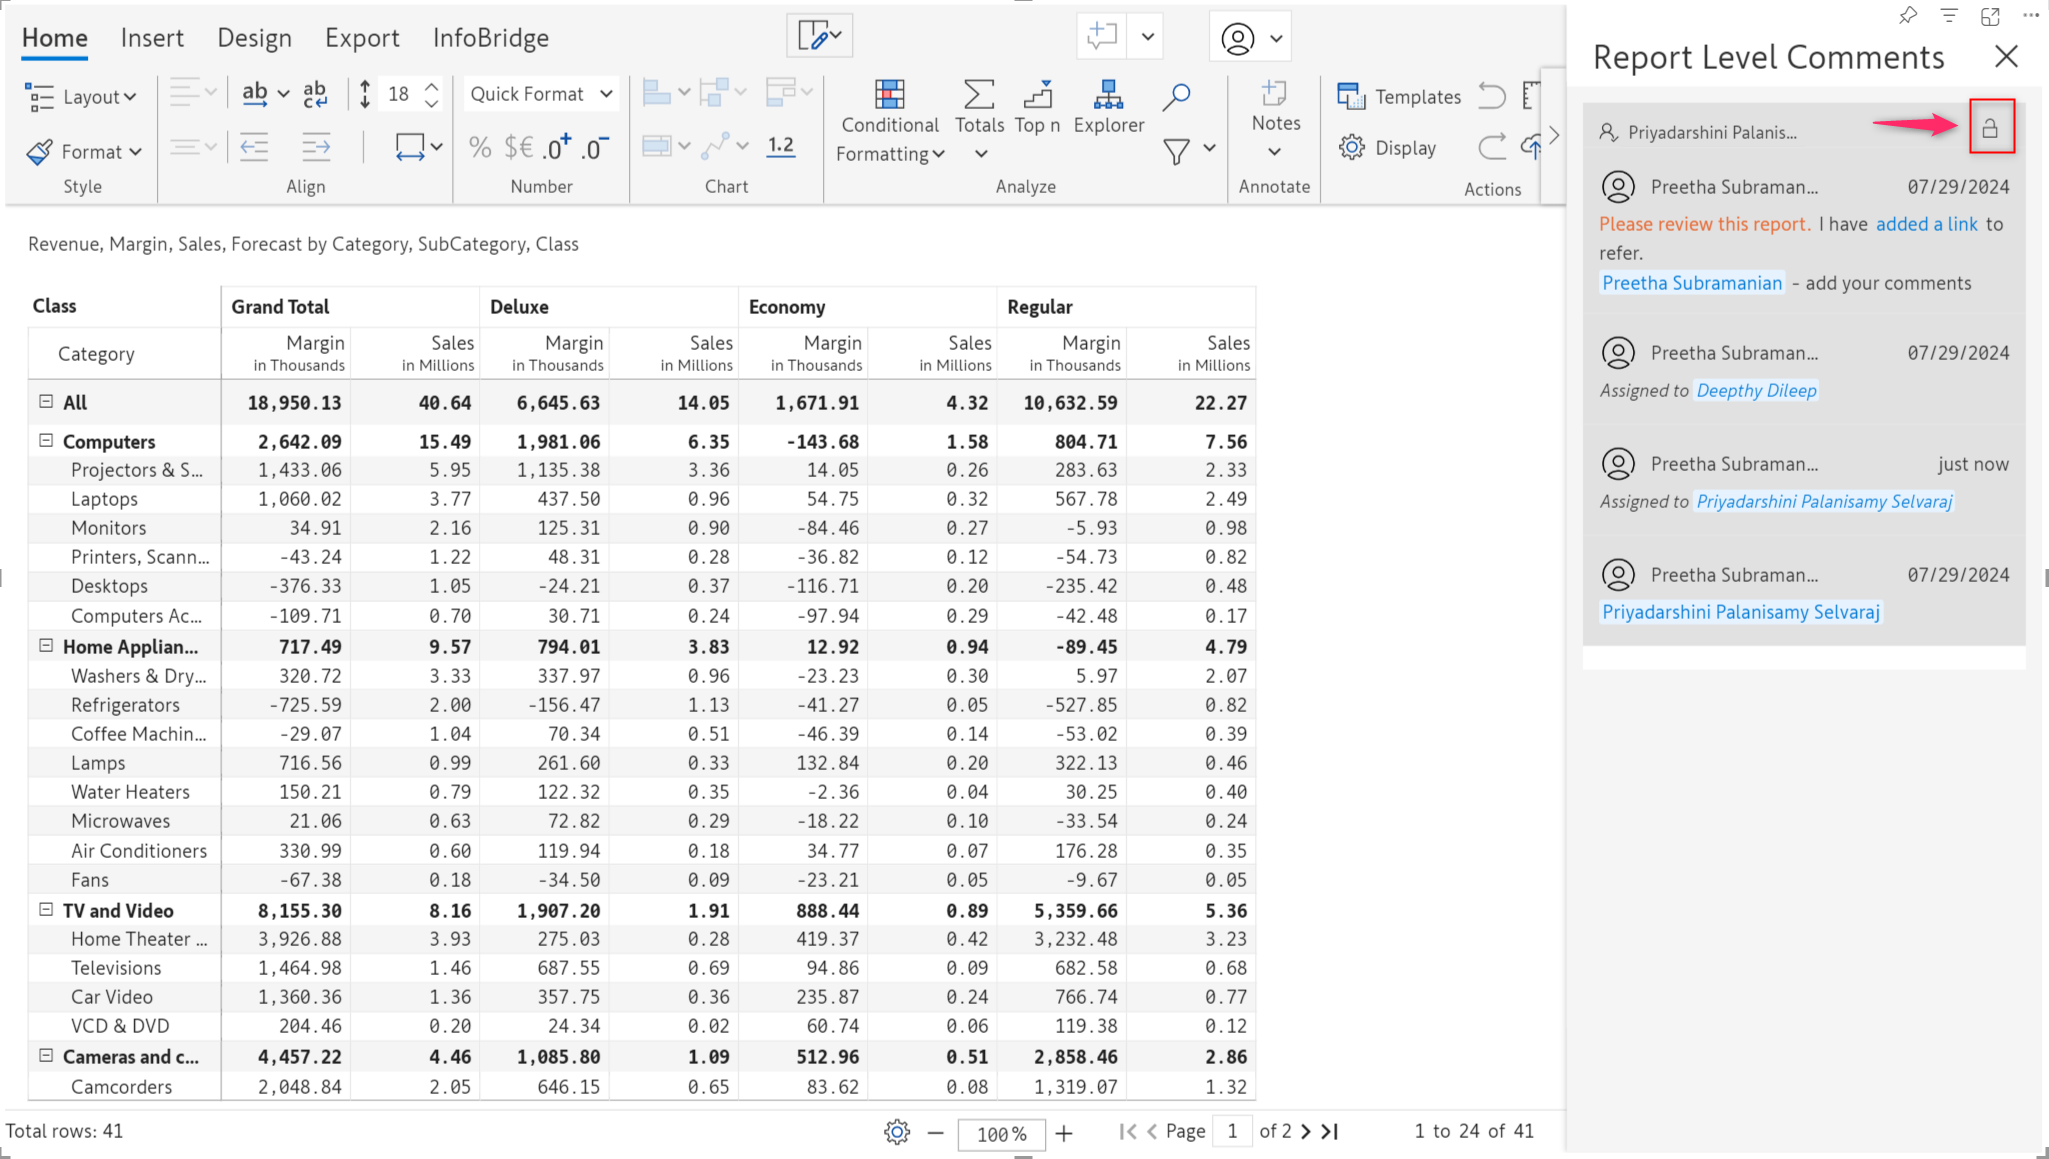 Home Insert Design Export InfoBridge
Layout
Format
Style
ab
ab
c
18
Align
Quick Format
% $€ .0+ .0-
Number
1.2
Chart
Conditional Formatting
Totals
Top n
Explorer
Analyze
Notes
Annotate
Templates
Display
Actions
Revenue, Margin, Sales, Forecast by Category, SubCategory, Class
Class Grand Total Deluxe Economy Regular
Category Margin in Thousands Sales in Millions Margin in Thousands Sales in Millions Margin in Thousands Sales in Millions Margin in Thousands Sales in Millions
All 18,950.13 40.64 6,645.63 14.05 1,671.91 4.32 10,632.59 22.27
Computers 2,642.09 15.49 1,981.06 6.35 -143.68 1.58 804.71 7.56
Projectors & S... 1,433.06 5.95 1,135.38 3.36 14.05 0.26 283.63 2.33
Laptops 1,060.02 3.77 437.50 0.96 54.75 0.32 567.78 2.49
Monitors 34.91 2.16 125.31 0.90 -84.46 0.27 -5.93 0.98
Printers, Scann... -43.24 1.22 48.31 0.28 -36.82 0.12 -54.73 0.82
Desktops -376.33 1.05 -24.21 0.37 -116.71 0.20 -235.42 0.48
Computers Ac... -109.71 0.70 30.71 0.24 -97.94 0.29 -42.48 0.17
Home Applian... 717.49 9.57 794.01 3.83 12.92 0.94 -89.45 4.79
Washers & Dry... 320.72 3.33 337.97 0.96 -23.23 0.30 5.97 2.07
Refrigerators -725.59 2.00 -156.47 1.13 -41.27 0.05 -527.85 0.82
Coffee Machin... -29.07 1.04 70.34 0.51 -46.39 0.14 -53.02 0.39
Lamps 716.56 0.99 261.60 0.33 132.84 0.20 322.13 0.46
Water Heaters 150.21 0.79 122.32 0.35 -2.36 0.04 30.25 0.40
Microwaves 21.06 0.63 72.82 0.29 -18.22 0.10 -33.54 0.24
Air Conditioners 330.99 0.60 119.94 0.18 34.77 0.07 176.28 0.35
Fans -67.38 0.18 -34.50 0.09 -23.21 0.05 -9.67 0.05
TV and Video 8,155.30 8.16 1,907.20 1.91 888.44 0.89 5,359.66 5.36
Home Theater ... 3,926.88 3.93 275.03 0.28 419.37 0.42 3,232.48 3.23
Televisions 1,464.98 1.46 687.55 0.69 94.86 0.09 682.58 0.68
Car Video 1,360.36 1.36 357.75 0.36 235.87 0.24 766.74 0.77
VCD & DVD 204.46 0.20 24.34 0.02 60.74 0.06 119.38 0.12
Cameras and c... 4,457.22 4.46 1,085.80 1.09 512.96 0.51 2,858.46 2.86
Camcorders 2,048.84 2.05 646.15 0.65 83.62 0.08 1,319.07 1.32
Total rows: 41
100%
Page 1 of 2
1 to 24 of 41
Report Level Comments
Priyadarshini Palanis...
Preetha Subraman... 07/29/2024
Please review this report. I have added a link to
refer.
Preetha Subramanian - add your comments
Preetha Subraman... 07/29/2024
Assigned to Deepthy Dileep
Preetha Subraman... just now
Assigned to Priyadarshini Palanisamy Selvaraj
Preetha Subraman... 07/29/2024
Priyadarshini Palanisamy Selvaraj